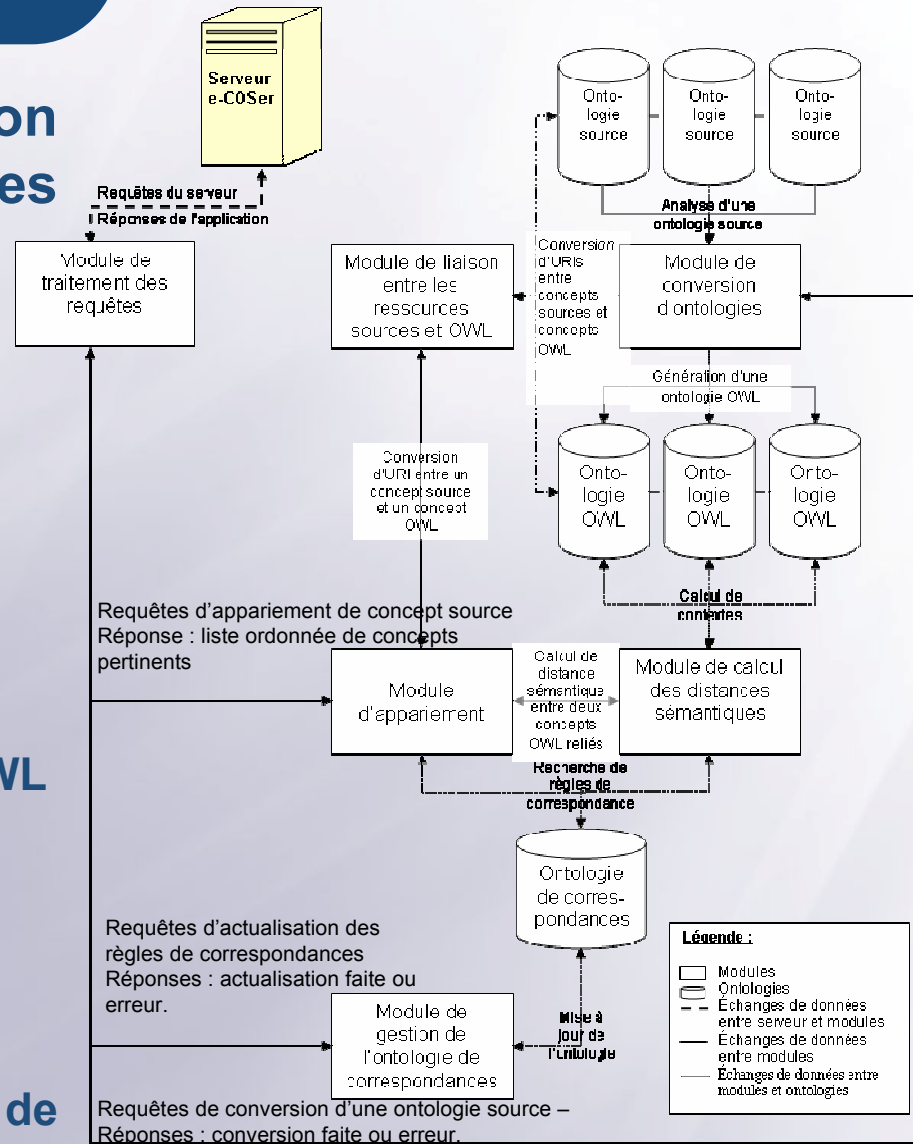 on
es
Serveur
e-COSer
Requêtes du serveur
Réponses de l'application
Module de
traitement des
requêtes
Module de liaison
entre les
ressources
sources et OWL
Conversion
d'URIs
entre
concepts
sources et
concepts
OWL
Onto-
logie
source
Onto-
logie
source
Onto-
logie
source
Analyse d'une
ontologie source
Module de
conversion
d'ontologies
Génération d'une
ontologie OWL
Conversion
d'URI entre un
concept source
et un concept
OWL
Onto-
logie
OWL
Onto-
logie
OWL
Onto-
logie
OWL
Calcul de
contextes
Requêtes d'appariement de concept source
Réponse : liste ordonnée de concepts
pertinents
Module
d'appariement
Calcul de
distance
sémantique
entre deux
concepts
OWL reliés
Module de calcul
des distances
sémantiques
WL
Recherche de
règles de
correspondance
Ontologie
de corres-
pondances
Requêtes d'actualisation des
règles de correspondances
Réponses : actualisation faite ou
erreur.
Module de
gestion de
l'ontologie de
correspondances
Mise à
jour de
l'ontologie
Légende :
Modules
Ontologies
Échanges de données
entre serveur et modules
Échanges de données
entre modules
Échanges de données entre
modules et ontologies
de
Requêtes de conversion d'une ontologie source –
Réponses : conversion faite ou erreur.